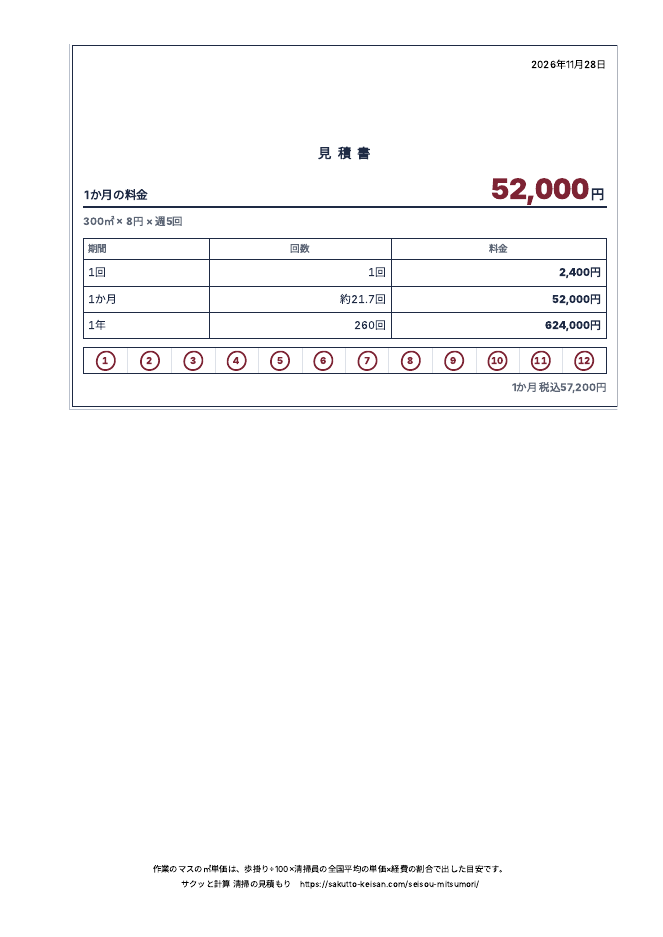 2026年11月28日
見積書
1か月の料金 52,000円
300㎡ × 8円 × 週5回
期間 回数 料金
1回 1回 2,400円
1か月 約21.7回 52,000円
1年 260回 624,000円
1 2 3 4 5 6 7 8 9 10 11 12
1か月 税込57,200円
作業のマスの㎡単価は、歩掛り÷100×清掃員の全国平均の単価×経費の割合で出した目安です。
サクッと計算 清掃の見積もり https://sakutto-keisan.com/seisou-mitsumori/